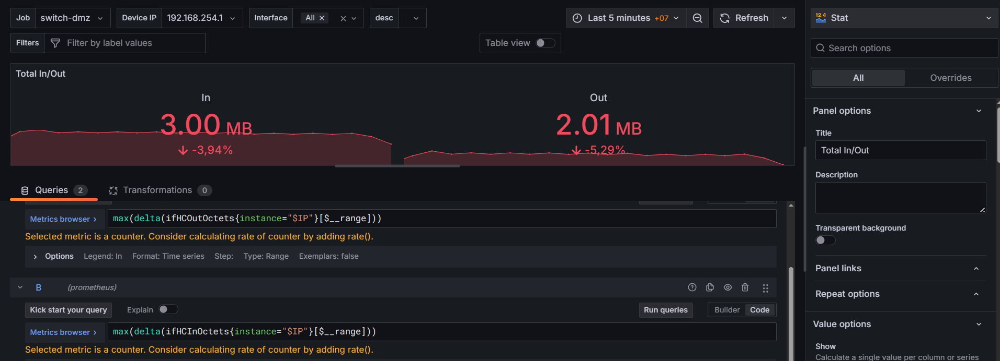 Job switch-dmz Device IP 192.168.254.1 Interface All desc Last 5 minutes +07 Refresh
Filters Filter by label values Table view
Total In/Out
In
3.00 MB
-3,94%
Out
2.01 MB
-5,29%
Queries 2 Transformations 0
Metrics browser > max(delta(ifHCOutOctets{instance="$IP"}[$__range]))
Selected metric is a counter. Consider calculating rate of counter by adding rate().
Options Legend: In Format: Time series Step: Type: Range Exemplars: false
B (prometheus)
Kick start your query Explain Run queries Builder Code
Metrics browser > max(delta(ifHCInOctets{instance="$IP"}[$__range]))
Selected metric is a counter. Consider calculating rate of counter by adding rate().
12.4 Stat
Search options
All Overrides
Panel options
Title
Total In/Out
Description
Transparent background
Panel links
Repeat options
Value options
Show
Calculate a single value per column or series